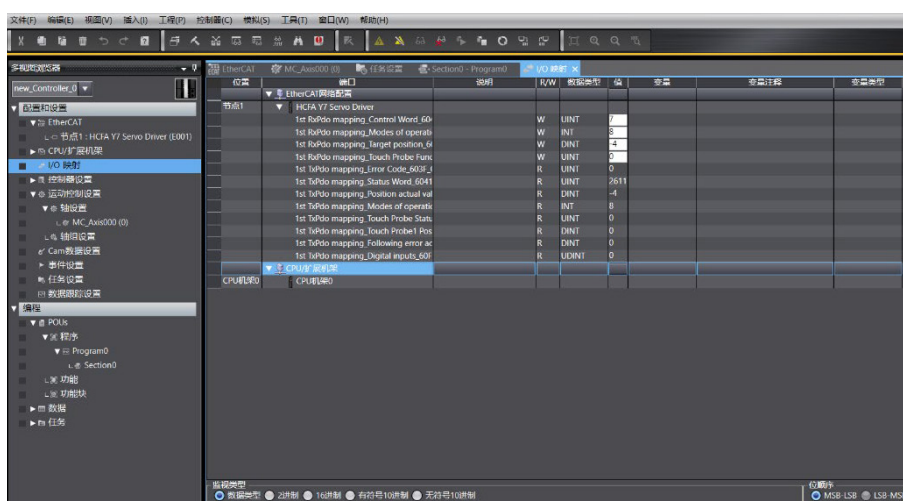 文件(F) 编辑(E) 视图(V) 插入(I) 工程(P) 控制器(C) 模拟(S) 工具(T) 窗口(W) 帮助(H)
多视图浏览器
EtherCAT MC_Axis000 (0) 任务设置 Section0 - Program0 I/O 映射
new_Controller_0
位置 端口 说明 R/W 数据类型 值 变量 变量注释 变量类型
配置和设置
EtherCAT
节点1 : HCFA Y7 Servo Driver (E001)
CPU/扩展机架
I/O 映射
控制器设置
运动控制设置
轴设置
MC_Axis000 (0)
轴组设置
Cam数据设置
事件设置
任务设置
数据跟踪设置
编程
POUs
程序
Program0
Section0
功能
功能块
数据
任务
EtherCAT网络配置
节点1 HCFA Y7 Servo Driver
1st RxPdo mapping_Control Word_604 W UINT 7
1st RxPdo mapping_Modes of operati W INT 8
1st RxPdo mapping_Target position_6 W DINT -4
1st RxPdo mapping_Touch Probe Func W UINT 0
1st TxPdo mapping_Error Code_603F_ R UINT 0
1st TxPdo mapping_Status Word_6041 R UINT 2611
1st TxPdo mapping_Position actual val R DINT -4
1st TxPdo mapping_Modes of operatio R INT 8
1st TxPdo mapping_Touch Probe Statu R UINT 0
1st TxPdo mapping_Touch Probe1 Pos R DINT 0
1st TxPdo mapping_Following error ac R DINT 0
1st TxPdo mapping_Digital inputs_60F R UDINT 0
CPU/扩展机架
CPU机架0 CPU机架0
监视类型
数据类型 2进制 16进制 有符号10进制 无符号10进制
位顺序
MSB-LSB LSB-MS